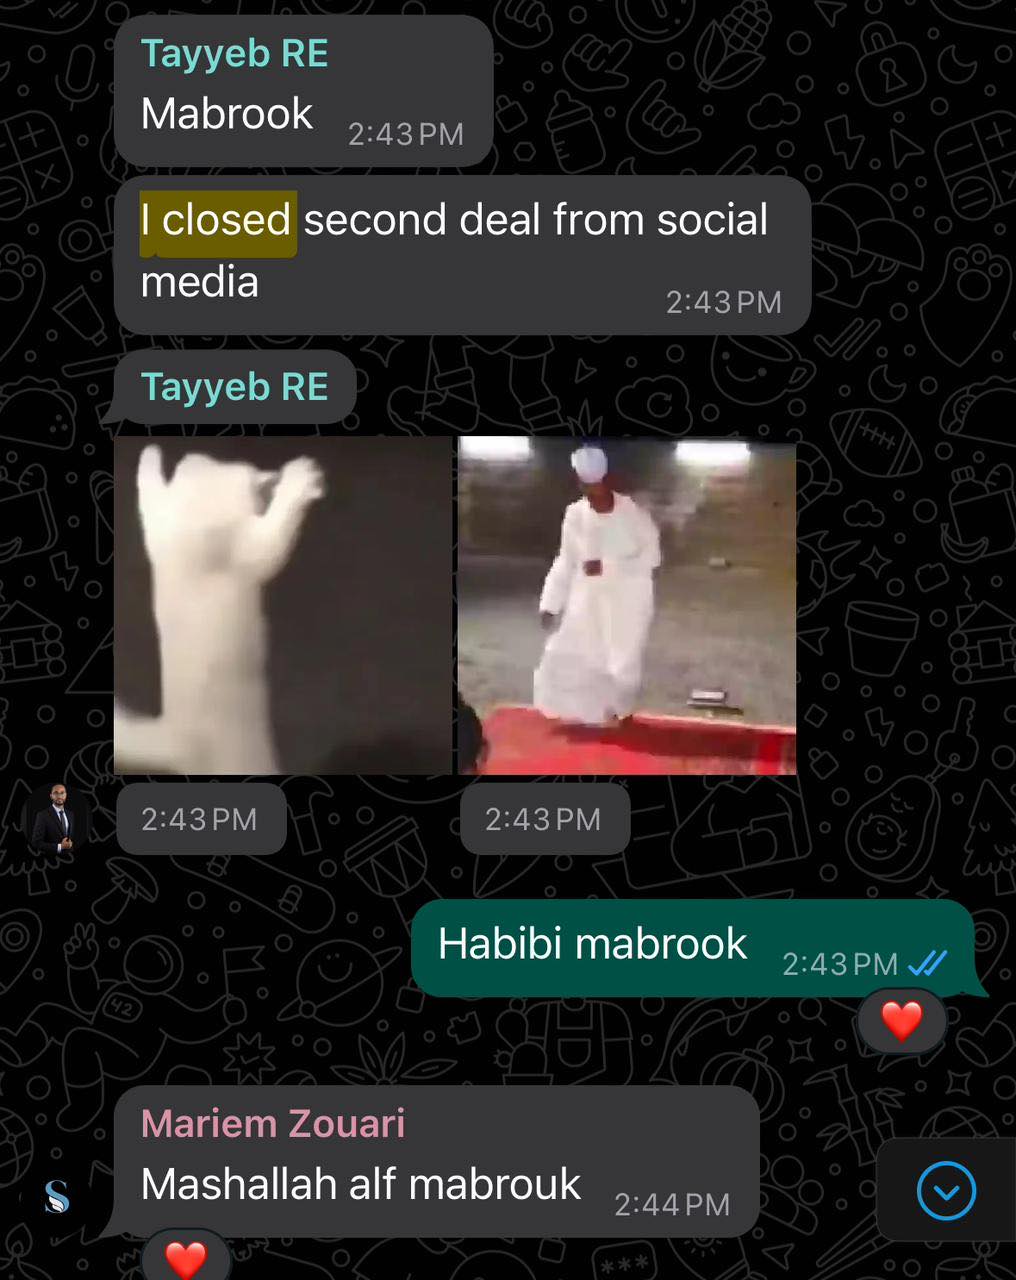 Tayyeb RE
Mabrook
2:43 PM
I closed second deal from social
media
2:43 PM
Tayyeb RE
2:43 PM
2:43 PM
Habibi mabrook
2:43 PM
Mariem Zouari
Mashallah alf mabrouk
2:44 PM